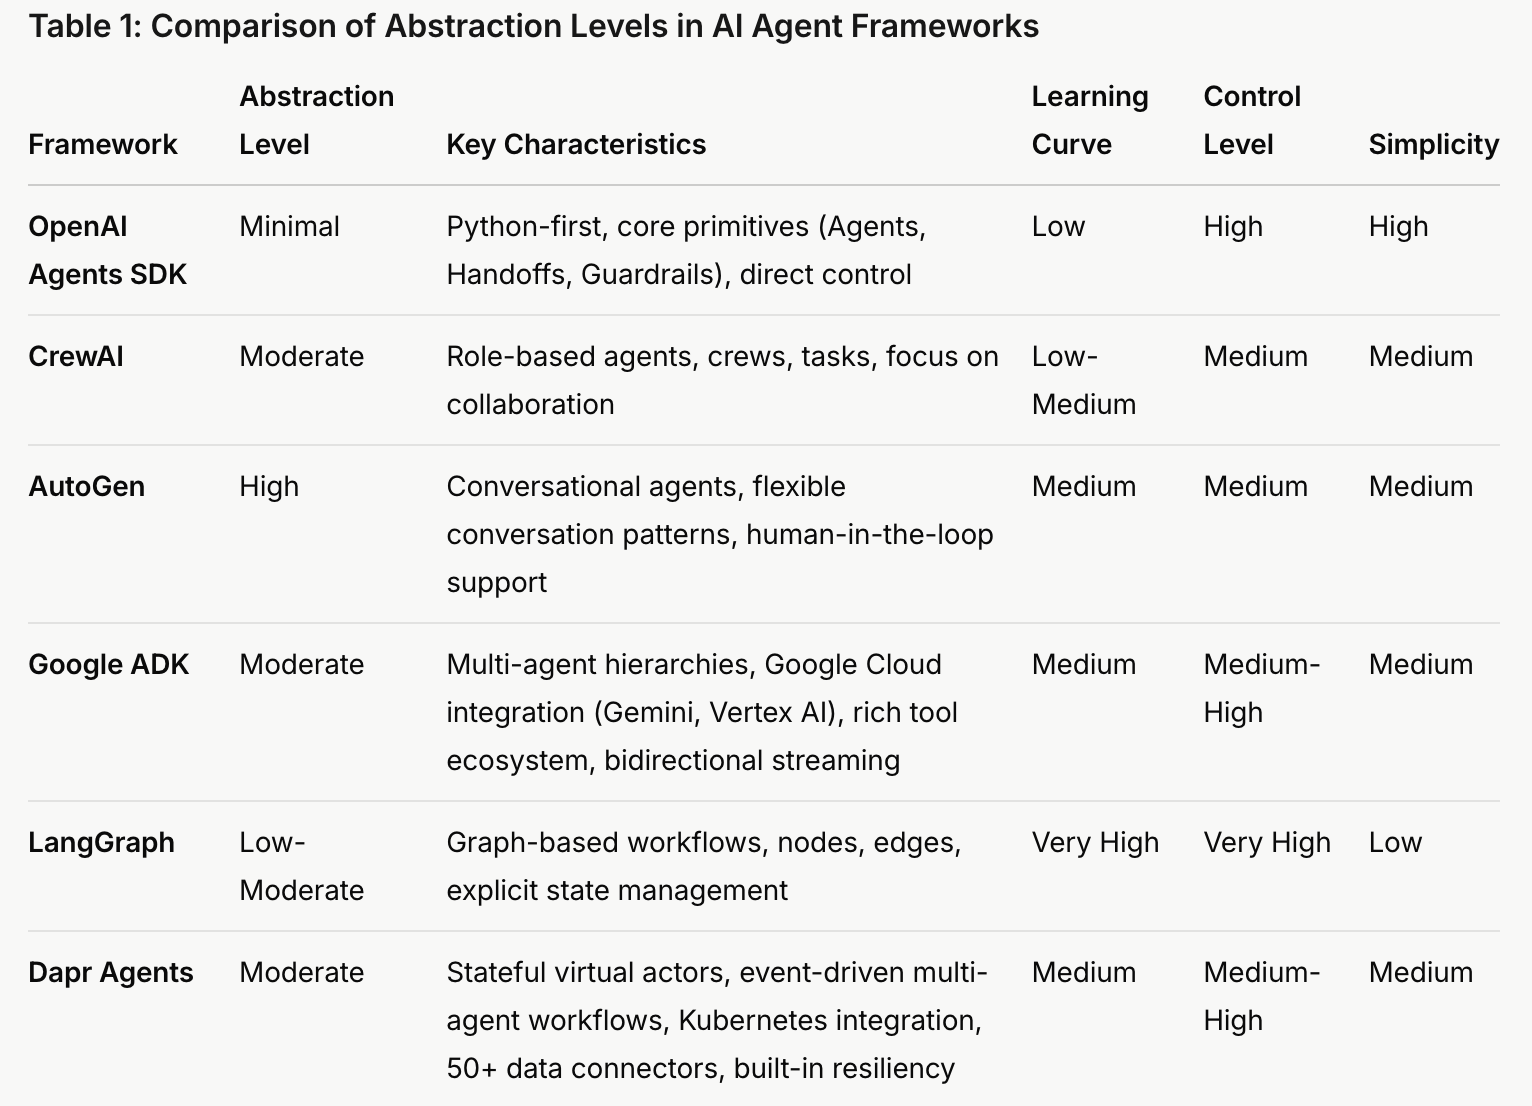 Table 1: Comparison of Abstraction Levels in AI Agent Frameworks
Framework
Abstraction
Level
Key Characteristics
Learning
Curve
Control
Level
Simplicity
OpenAI
Agents SDK
Minimal
Python-first, core primitives (Agents,
Handoffs, Guardrails), direct control
Low
High
High
CrewAI
Moderate
Role-based agents, crews, tasks, focus on
collaboration
Low-
Medium
Medium
Medium
AutoGen
High
Conversational agents, flexible
conversation patterns, human-in-the-loop
support
Medium
Medium
Medium
Google ADK
Moderate
Multi-agent hierarchies, Google Cloud
integration (Gemini, Vertex AI), rich tool
ecosystem, bidirectional streaming
Medium
Medium-
High
Medium
LangGraph
Low-
Moderate
Graph-based workflows, nodes, edges,
explicit state management
Very High
Very High
Low
Dapr Agents
Moderate
Stateful virtual actors, event-driven multi-
agent workflows, Kubernetes integration,
50+ data connectors, built-in resiliency
Medium
Medium-
High
Medium